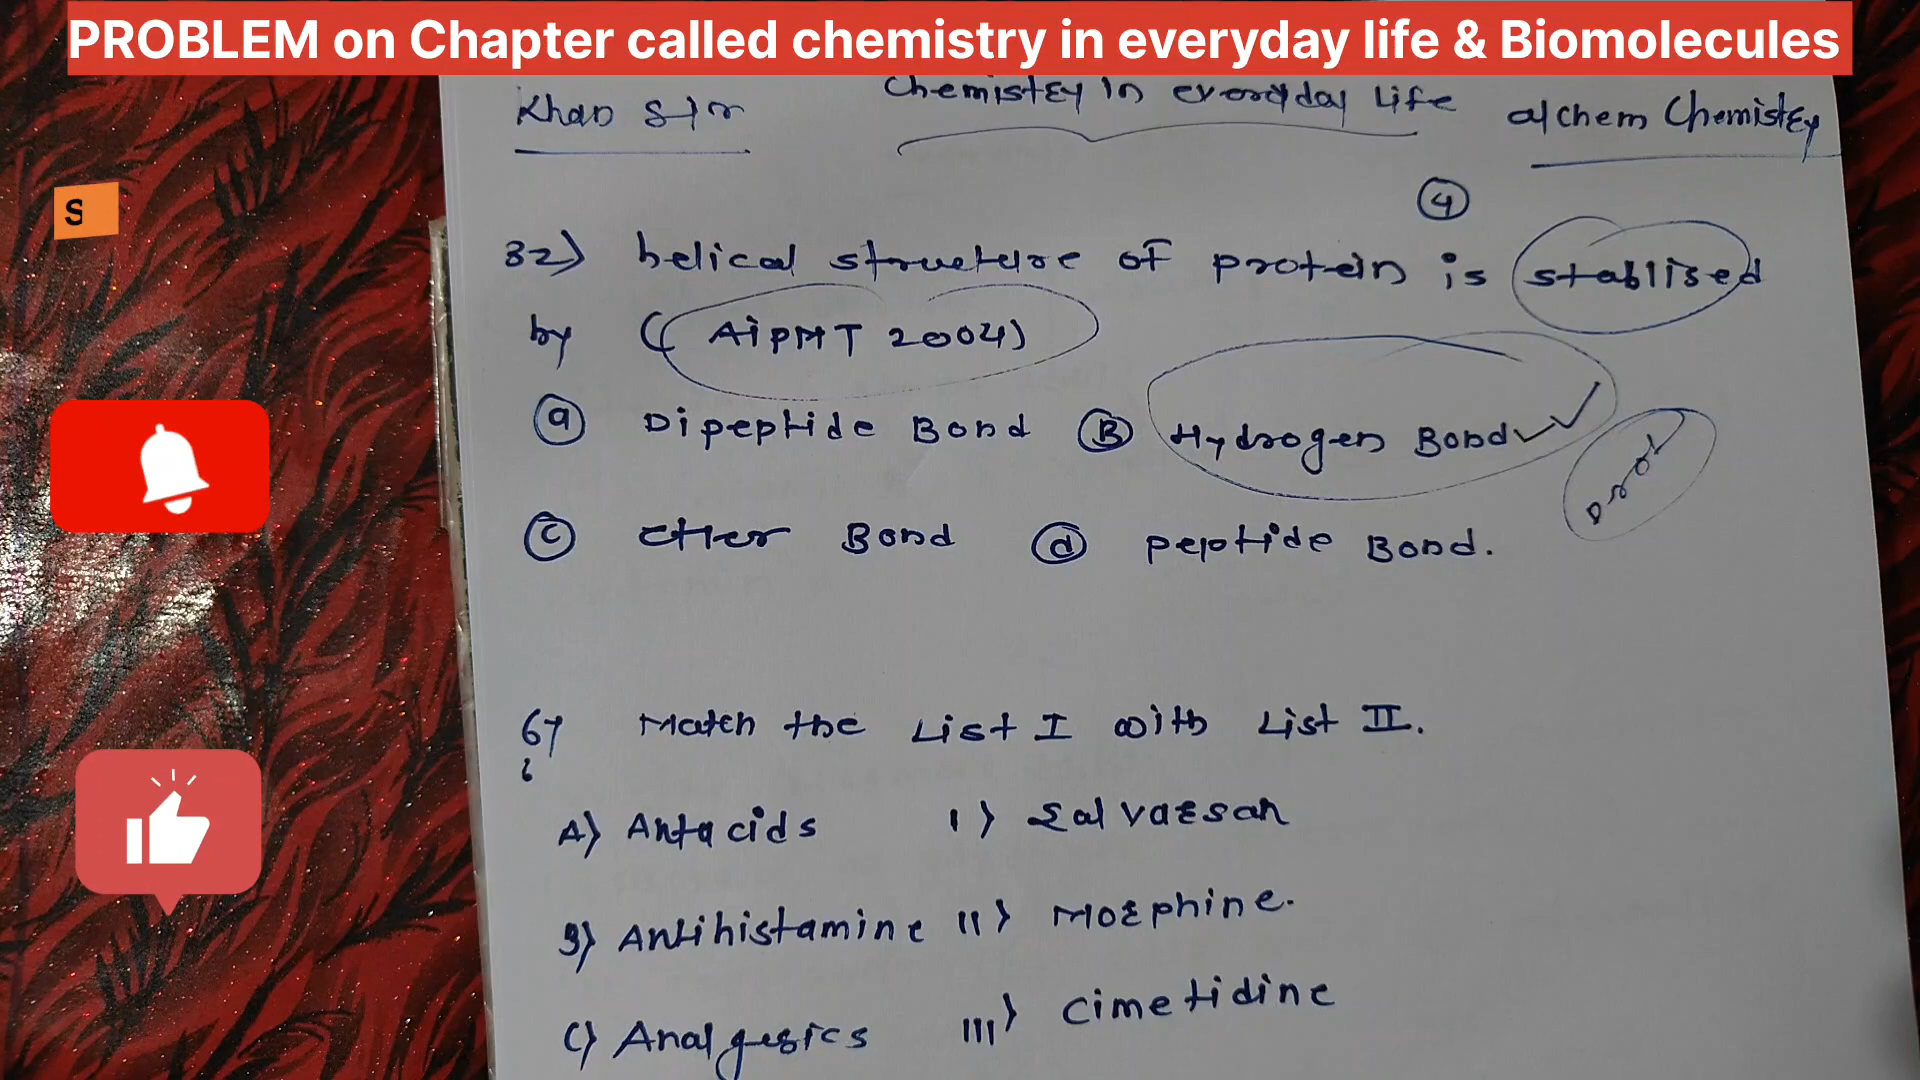 PROBLEM on Chapter called chemistry in everyday life & Biomolecules
Khan Sir chemistry in everyday Life alchem Chemistry
4
S
32) helical structure of protein is stablised
by (AIPMT 2004)
a Dipeptide Bond B Hydrogen Bond
c ether Bond d peptide Bond.
67 Match the List I with List II.
A) Antacids I) Salvarsan
B) Antihistamine II) Morphine.
C) Analgesics III) Cimetidine